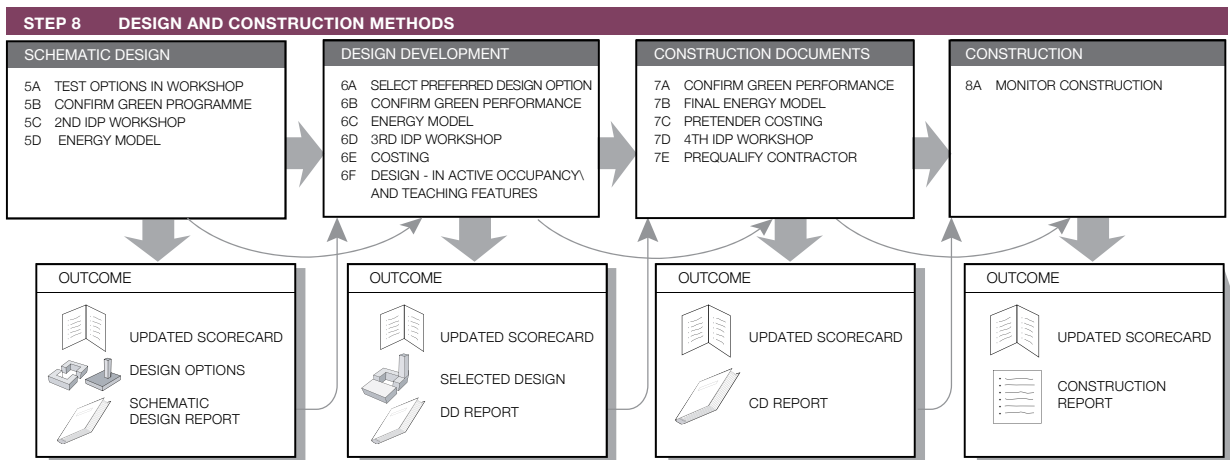 STEP 8 DESIGN AND CONSTRUCTION METHODS
SCHEMATIC DESIGN
5A TEST OPTIONS IN WORKSHOP
5B CONFIRM GREEN PROGRAMME
5C 2ND IDP WORKSHOP
5D ENERGY MODEL
DESIGN DEVELOPMENT
6A SELECT PREFERRED DESIGN OPTION
6B CONFIRM GREEN PERFORMANCE
6C ENERGY MODEL
6D 3RD IDP WORKSHOP
6E COSTING
6F DESIGN - IN ACTIVE OCCUPANCY\
AND TEACHING FEATURES
CONSTRUCTION DOCUMENTS
7A CONFIRM GREEN PERFORMANCE
7B FINAL ENERGY MODEL
7C PRETENDER COSTING
7D 4TH IDP WORKSHOP
7E PREQUALIFY CONTRACTOR
CONSTRUCTION
8A MONITOR CONSTRUCTION
OUTCOME
UPDATED SCORECARD
DESIGN OPTIONS
SCHEMATIC
DESIGN REPORT
OUTCOME
UPDATED SCORECARD
SELECTED DESIGN
DD REPORT
OUTCOME
UPDATED SCORECARD
CD REPORT
OUTCOME
UPDATED SCORECARD
CONSTRUCTION
REPORT